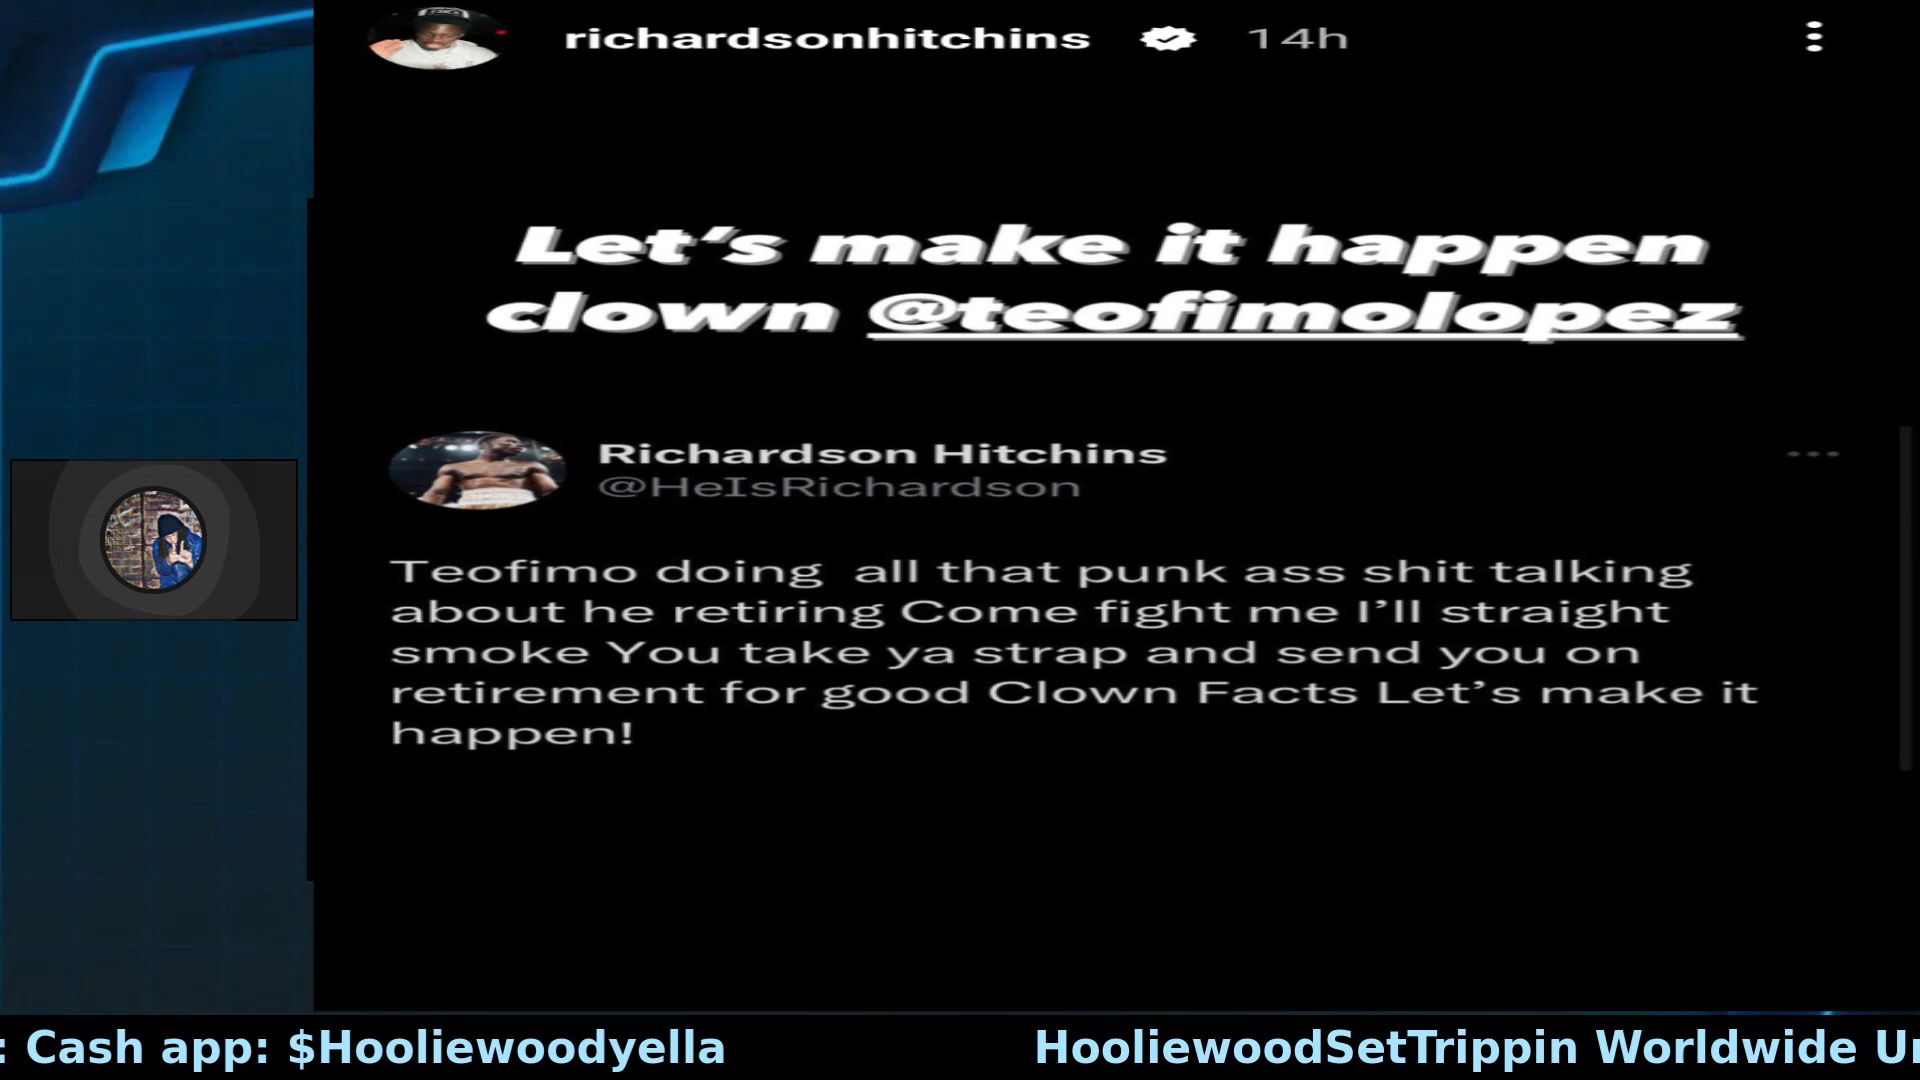 richardsonhitchins 14h
Let's make it happen
clown @teofimolopez
Richardson Hitchins
@HeIsRichardson
Teofimo doing all that punk ass shit talking
about he retiring Come fight me I'll straight
smoke You take ya strap and send you on
retirement for good Clown Facts Let's make it
happen!
: Cash app: $Hooliewoodyella HooliewoodSetTrippin Worldwide